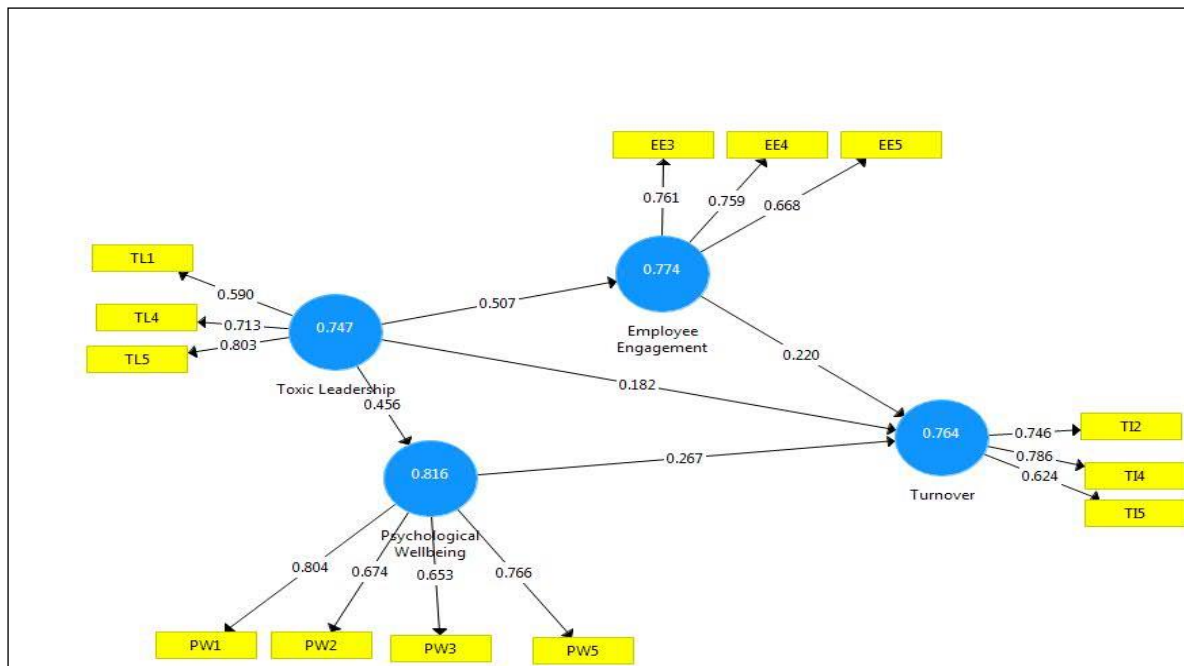 EE3
EE4
EE5
0.761
0.759
0.668
TL1
0.590
0.774
TL4
0.713
0.747
0.507
Employee
Engagement
TL5
0.803
Toxic Leadership
0.182
0.220
0.456
0.764
0.746
TI2
0.816
0.267
0.786
TI4
0.624
Turnover
TI5
Psychological
Wellbeing
0.804
0.674
0.653
0.766
PW1
PW2
PW3
PW5